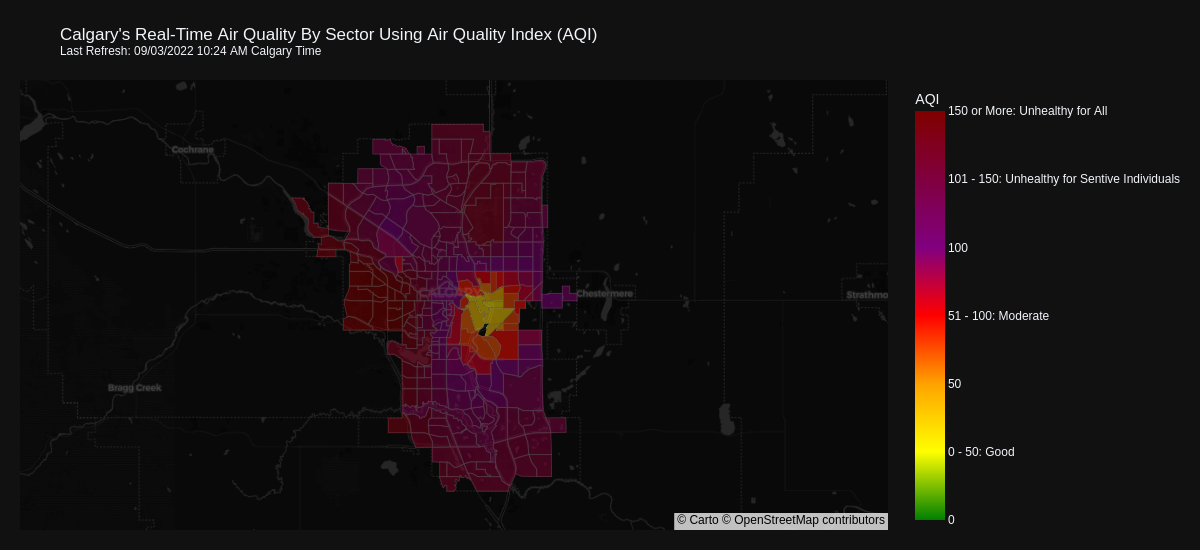 Calgary's Real-Time Air Quality By Sector Using Air Quality Index (AQI)
Last Refresh: 09/03/2022 10:24 AM Calgary Time
AQI
150 or More: Unhealthy for All
Cochrane
101 - 150: Unhealthy for Sentive Individuals
100
Chestermere
Strathmo
51 - 100: Moderate
50
Bragg Creek
0 - 50: Good
0
© Carto © OpenStreetMap contributors